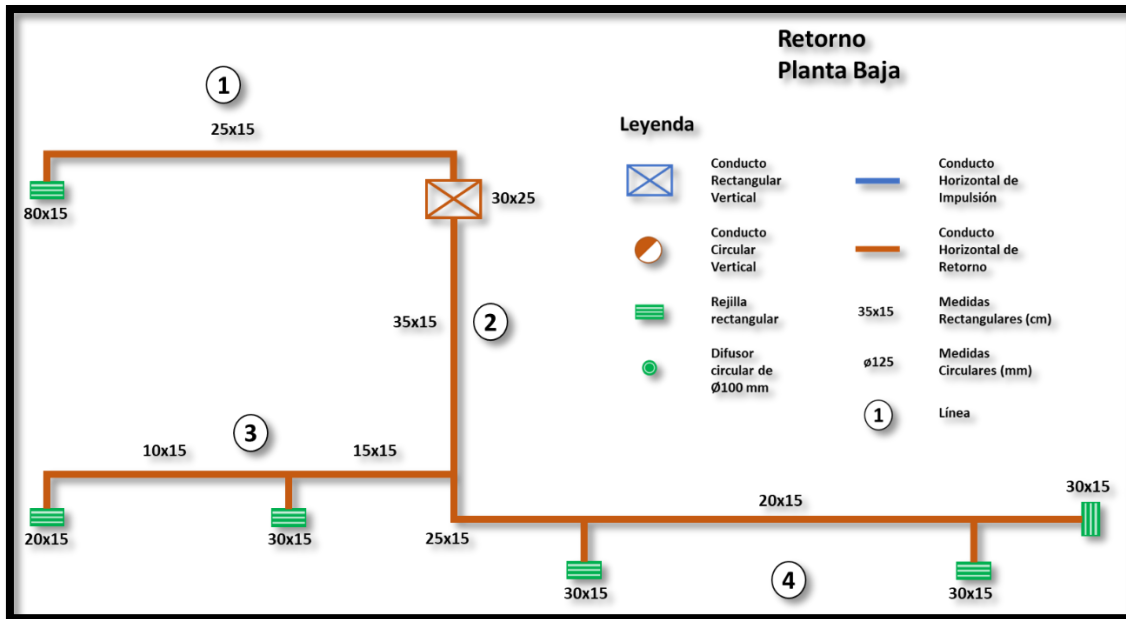 Retorno
Planta Baja
1
25x15
80x15
30x25
35x15
2
3
10x15
15x15
20x15
30x15
25x15
20x15
30x15
30x15
4
30x15
Leyenda
Conducto
Rectangular
Vertical
Conducto
Horizontal de
Impulsión
Conducto
Circular
Vertical
Conducto
Horizontal de
Retorno
Rejilla
rectangular
35x15
Medidas
Rectangulares (cm)
Difusor
circular de
Ø100 mm
ø125
Medidas
Circulares (mm)
1
Línea